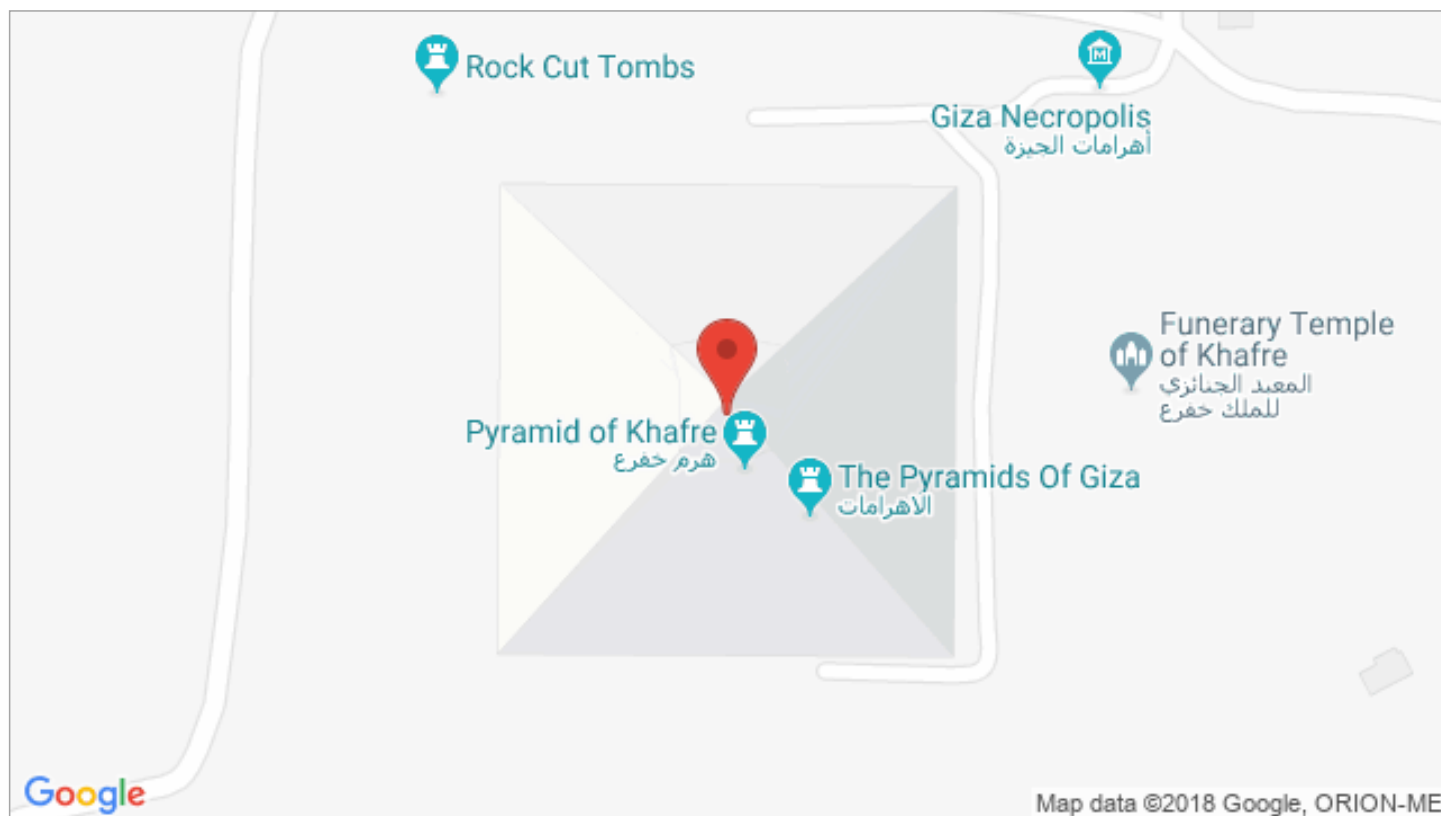 Rock Cut Tombs
Giza Necropolis
أهرامات الجيزة
Funerary Temple
of Khafre
المعبد الجنائزي
للملك خفرع
Pyramid of Khafre
هرم خفرع
The Pyramids Of Giza
الاهرامات
Google
Map data ©2018 Google, ORION-ME